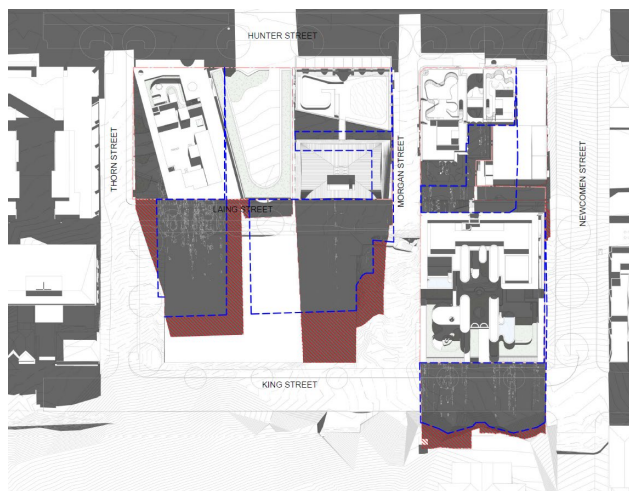 HUNTER STREET
THORN STREET
MORGAN STREET
NEWCOMEN STREET
LAING STREET
KING STREET